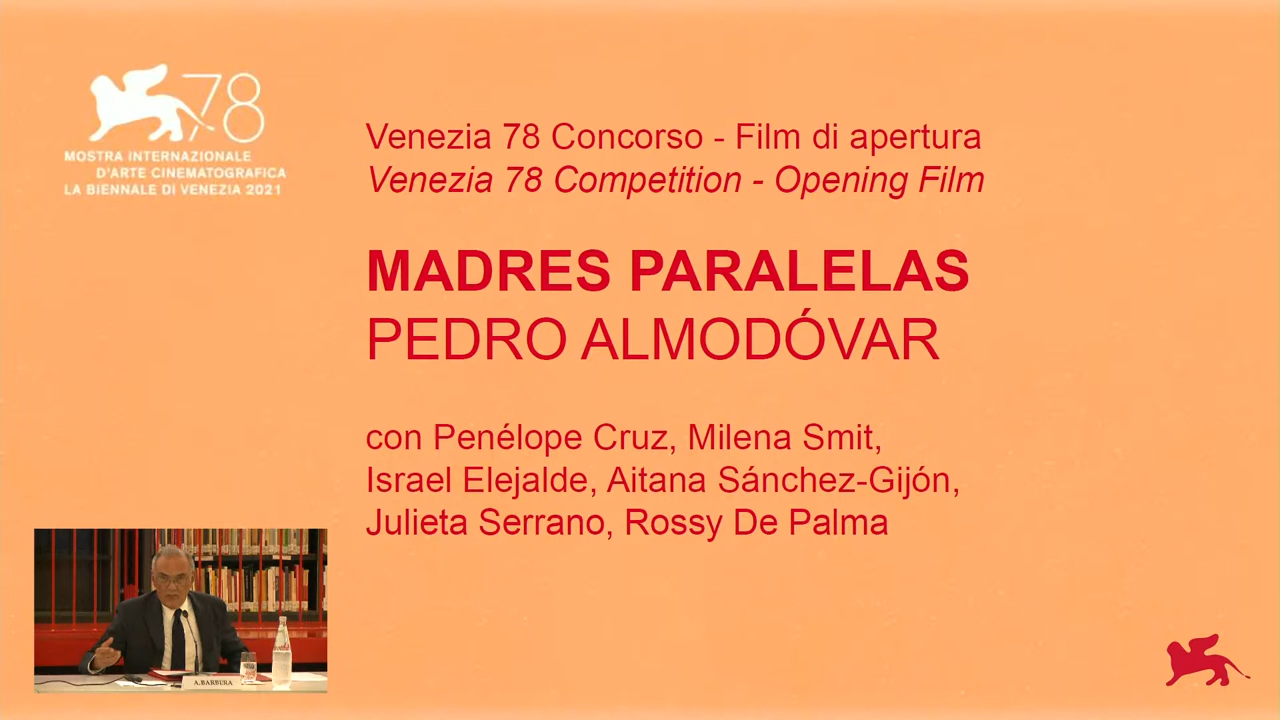 78
MOSTRA INTERNAZIONALE
D'ARTE CINEMATOGRAFICA
LA BIENNALE DI VENEZIA 2021
Venezia 78 Concorso - Film di apertura
Venezia 78 Competition - Opening Film
MADRES PARALELAS
PEDRO ALMODÓVAR
con Penélope Cruz, Milena Smit,
Israel Elejalde, Aitana Sánchez-Gijón,
Julieta Serrano, Rossy De Palma
A.BARBERA